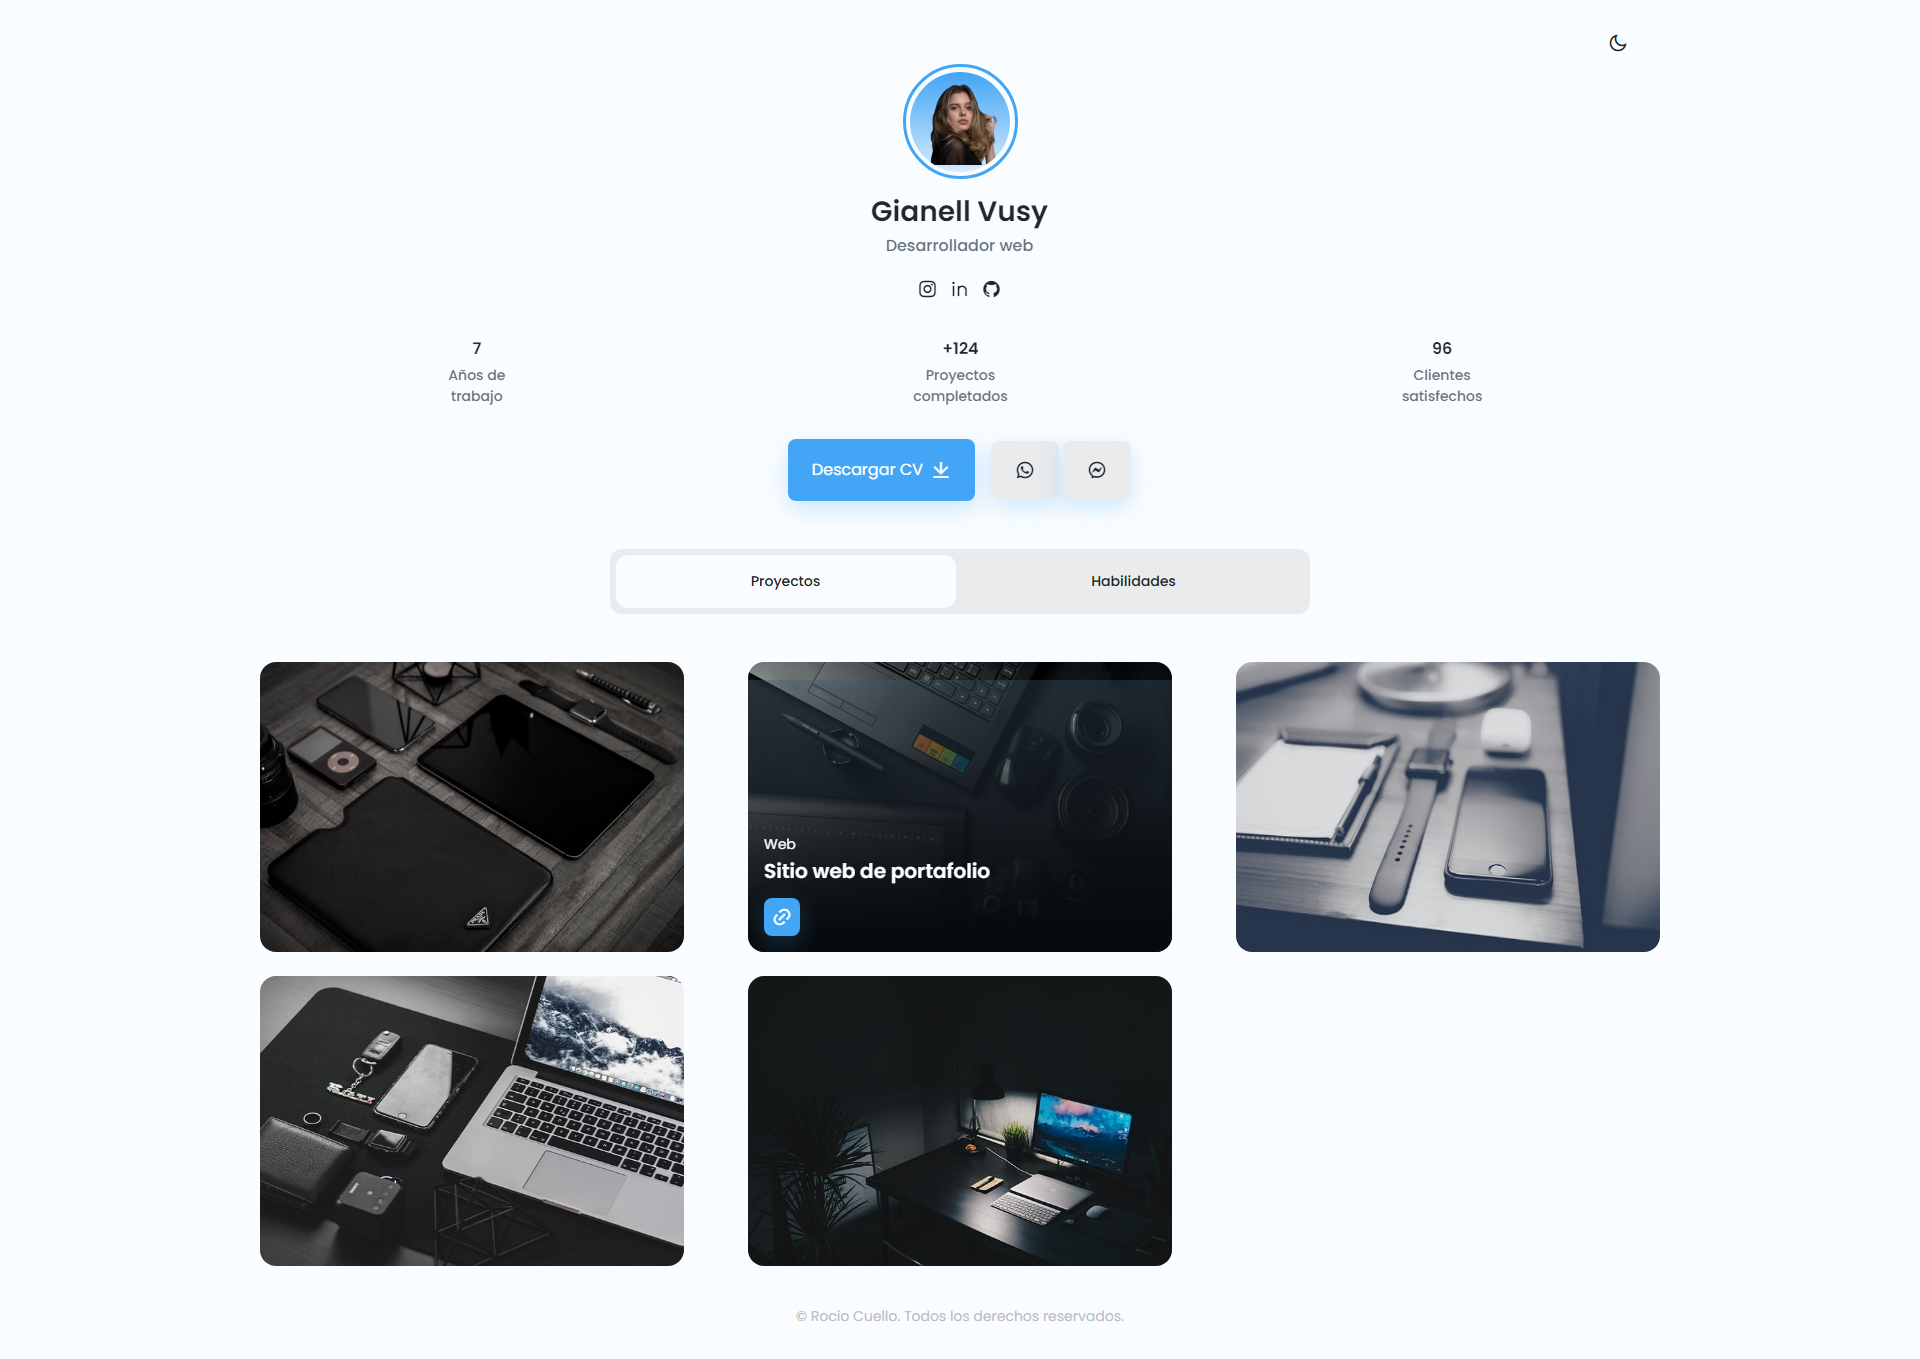 Gianell Vusy
Desarrollador web
in
7
Años de
trabajo
+124
Proyectos
completados
96
Clientes
satisfechos
Descargar CV
Proyectos
Habilidades
Web
Sitio web de portafolio
© Rocio Cuello. Todos los derechos reservados.